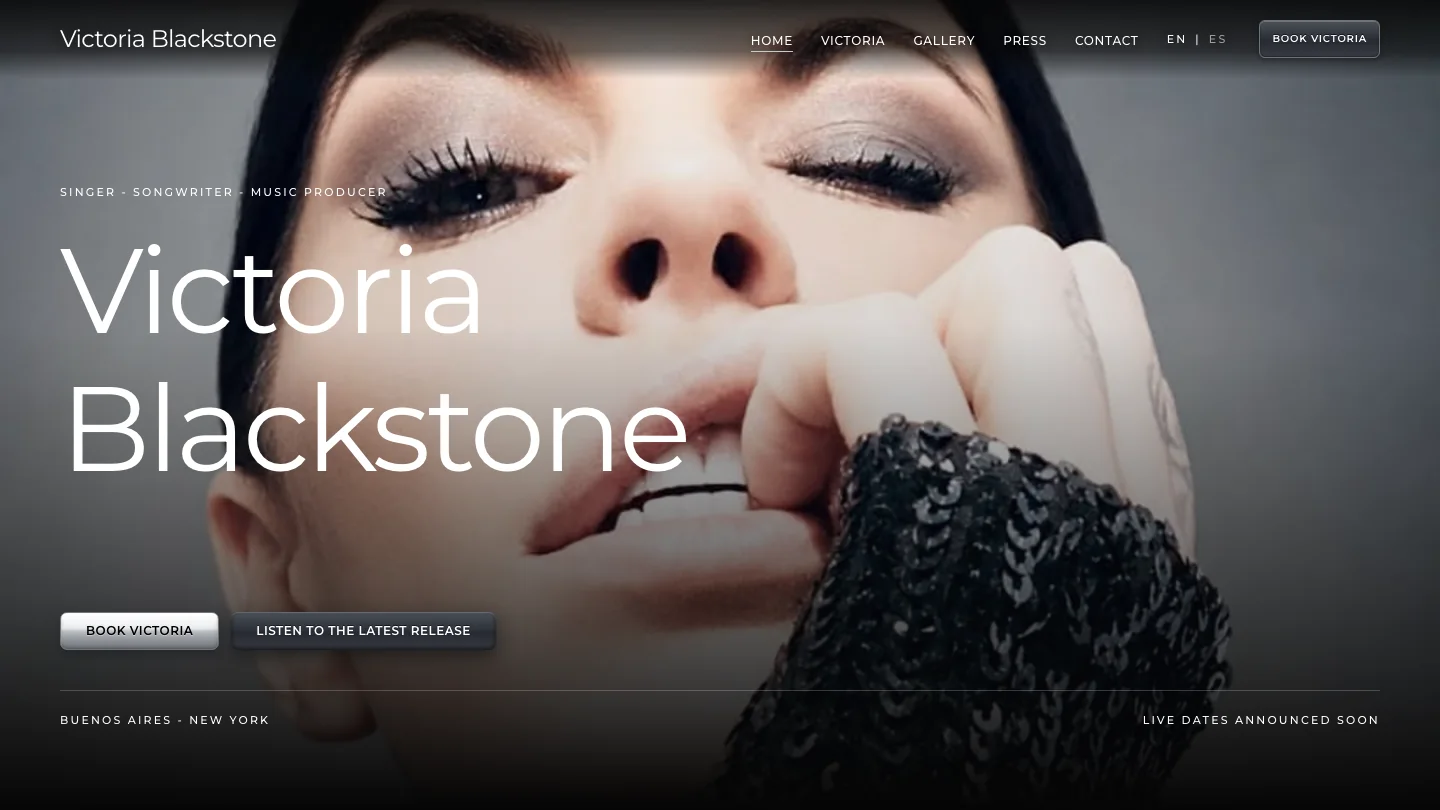 Victoria Blackstone
HOME VICTORIA GALLERY PRESS CONTACT EN | ES BOOK VICTORIA
SINGER - SONGWRITER - MUSIC PRODUCER
Victoria
Blackstone
BOOK VICTORIA LISTEN TO THE LATEST RELEASE
BUENOS AIRES - NEW YORK LIVE DATES ANNOUNCED SOON